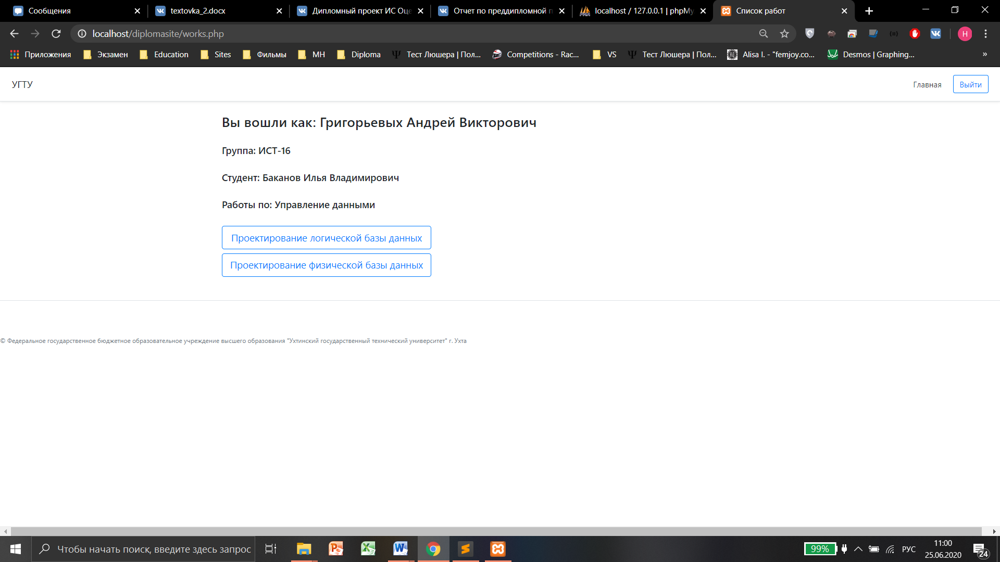 Сообщения
textovka_2.docx
Дипломный проект ИС Оце
Отчет по преддипломной п
localhost / 127.0.0.1 | phpMy
Список работ
localhost/diplomasite/works.php
Н
Приложения
Экзамен
Education
Sites
Фильмы
МН
Diploma
Тест Люшера | Пол...
Competitions - Rac...
VS
Тест Люшера | Пол...
Alisa I. - "femjoy.co...
Desmos | Graphing...
»
УГТУ
Главная
Выйти
Вы вошли как: Григорьевых Андрей Викторович
Группа: ИСТ-16
Студент: Баканов Илья Владимирович
Работы по: Управление данными
Проектирование логической базы данных
Проектирование физической базы данных
© Федеральное государственное бюджетное образовательное учреждение высшего образования "Ухтинский государственный технический университет" г. Ухта
Чтобы начать поиск, введите здесь запрос
99%
РУС
11:00
25.06.2020
24